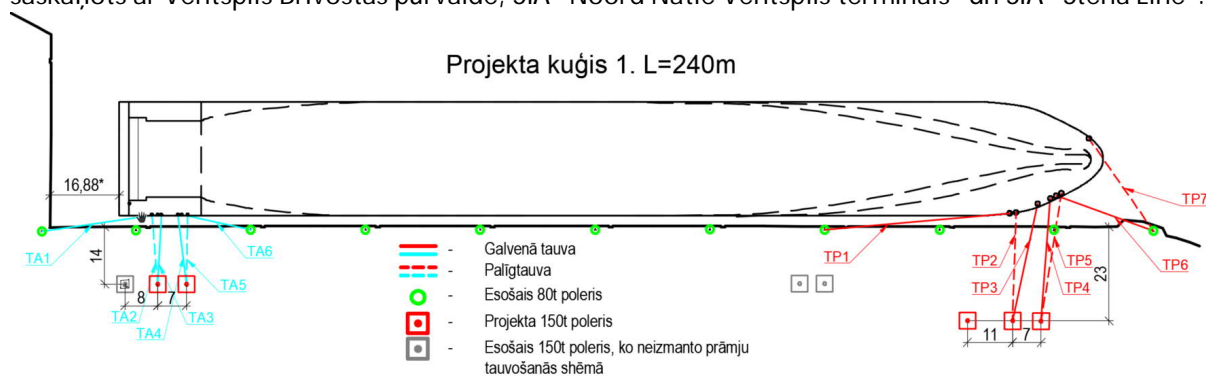 saskaņots ar Ventspils Brīvostas pārvaldē, SIA "Noord Natie Ventspils termināls" un SIA "Stena Line".
Projekta kuģis 1. L=240m
16,88*
TP7
TA1
TA6
TP1
TP2
TP5
TP6
14
TA5
TP3
TP4
23
8
7
TA2
TA3
TA4
11
7
- Galvenā tauva
- Palīgtauva
- Esošais 80t poleris
- Projekta 150t poleris
- Esošais 150t poleris, ko neizmanto prāmju
tauvošanās shēmā